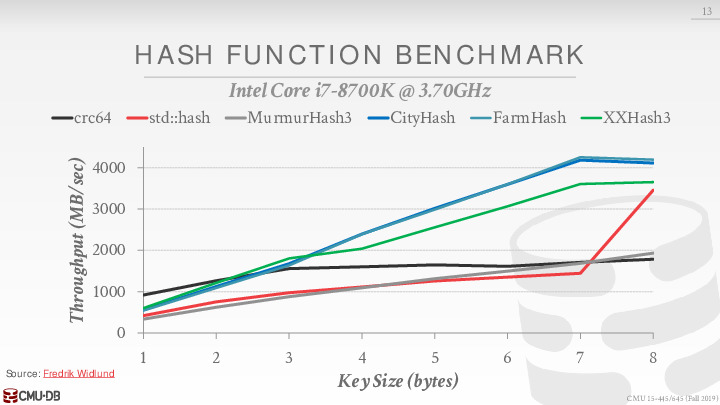 13
HASH FUNCTION BENCHMARK
Intel Core i7-8700K @ 3.70GHz
crc64 std::hash MurmurHash3 CityHash FarmHash XXHash3
Throughput (MB/sec)
4000
3000
2000
1000
0
1 2 3 4 5 6 7 8
Key Size (bytes)
Source: Fredrik Widlund
CMU·DB
CMU 15-445/645 (Fall 2019)